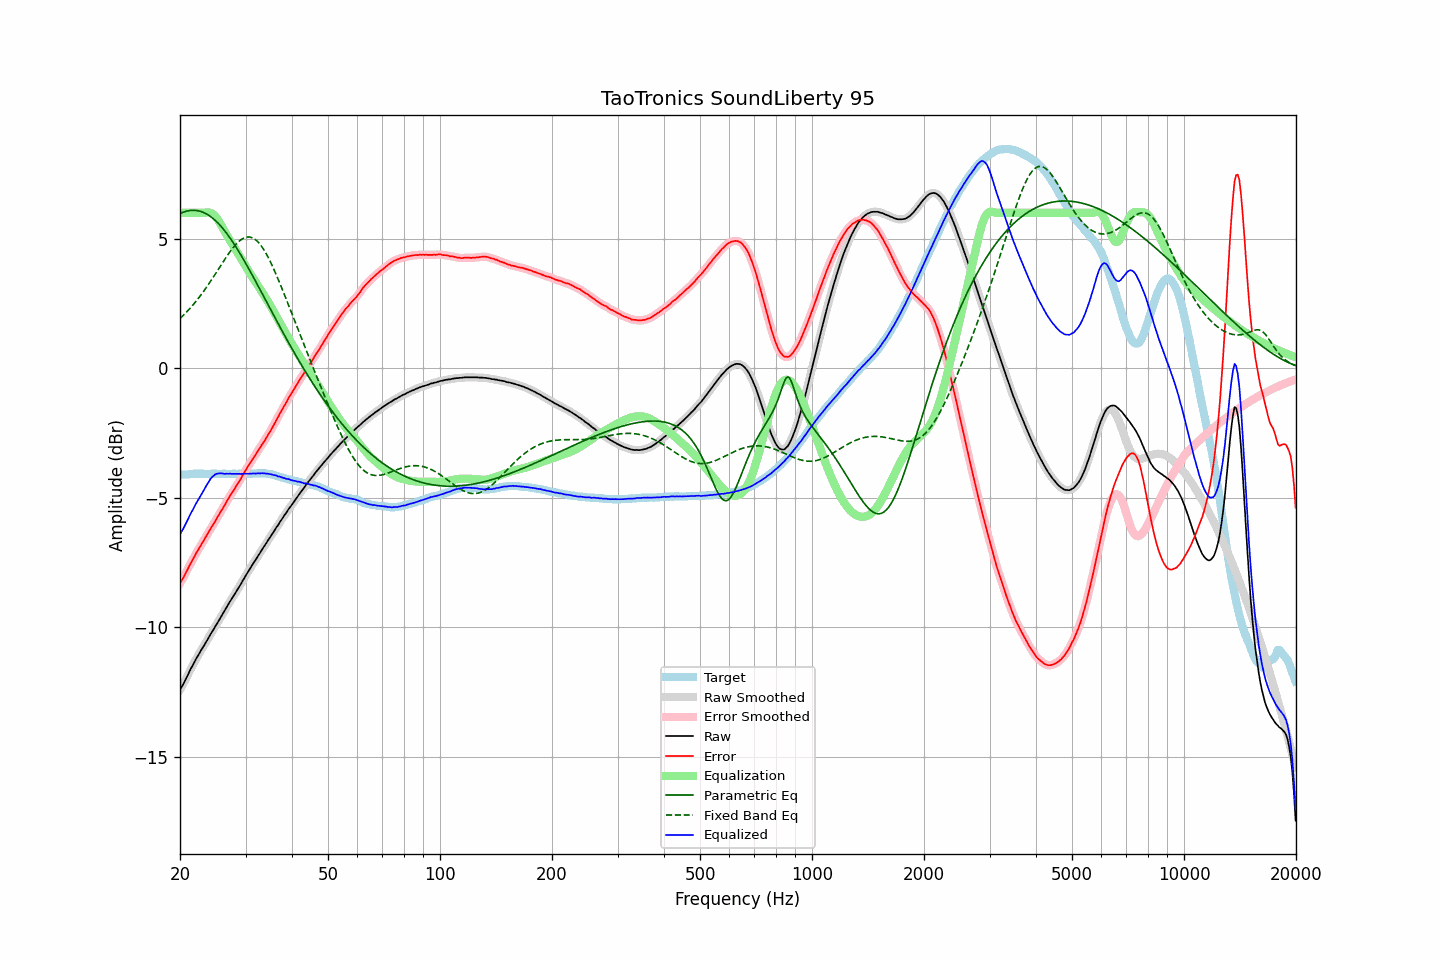 TaoTronics SoundLiberty 95
Amplitude (dBr)
5
0
−5
−10
−15
Target
Raw Smoothed
Error Smoothed
Raw
Error
Equalization
Parametric Eq
Fixed Band Eq
Equalized
20 50 100 200 500 1000 2000 5000 10000 20000
Frequency (Hz)